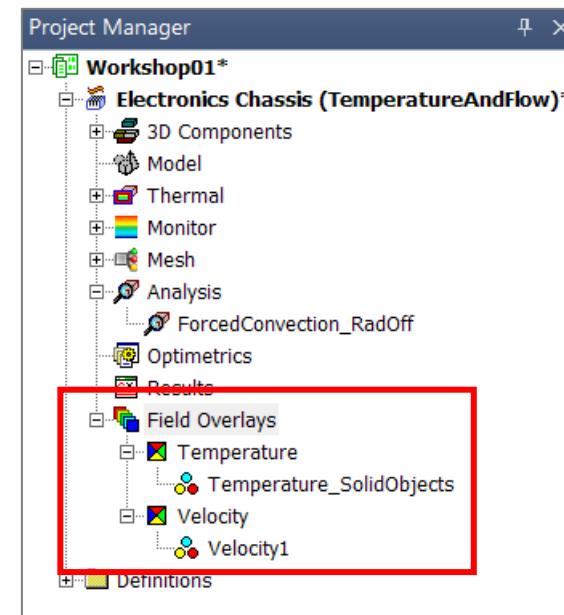 Project Manager
Workshop01*
Electronics Chassis (TemperatureAndFlow)*
3D Components
Model
Thermal
Monitor
Mesh
Analysis
ForcedConvection_RadOff
Optimetrics
Results
Field Overlays
Temperature
Temperature_SolidObjects
Velocity
Velocity1
Definitions